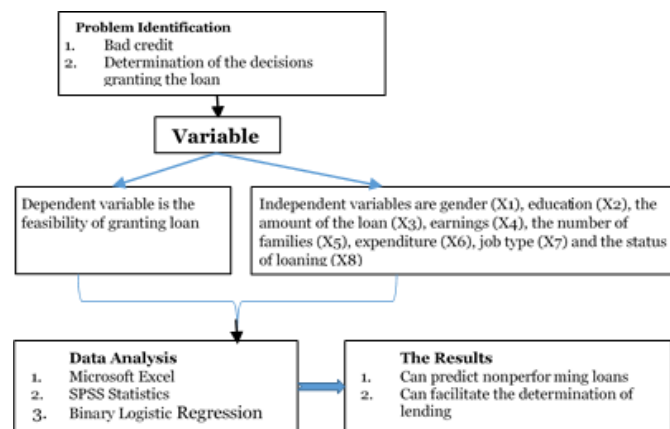 Problem Identification
1. Bad credit
2. Determination of the decisions
granting the loan
Variable
Dependent variable is the
feasibility of granting loan
Independent variables are gender (X1), education (X2), the
amount of the loan (X3), earnings (X4), the number of
families (X5), expenditure (X6), job type (X7) and the status
of loaning (X8)
Data Analysis
1. Microsoft Excel
2. SPSS Statistics
3. Binary Logistic Regression
The Results
1. Can predict nonperfor ming loans
2. Can facilitate the determination of
lending